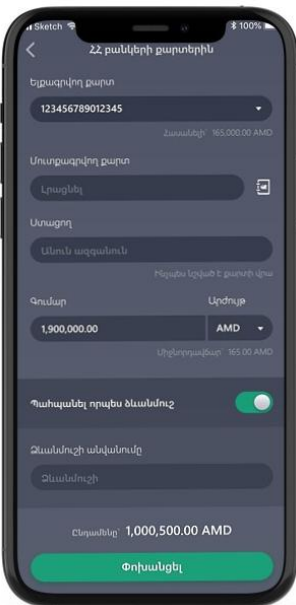 Sketch
100%
ՀՀ բանկերի քարտերին
Ելքագրվող քարտ
123456789012345
Հասանելի՝ 165,000.00 AMD
Մուտքագրվող քարտ
Լրացնել
Ստացող
Անուն ազգանուն
Ինչպես նշված է քարտի վրա
Գումար Արժույթ
1,900,000.00 AMD
Միջնորդավճար՝ 165.00 AMD
Պահպանել որպես ձևանմուշ
Ձևանմուշի անվանումը
Ձևանմուշի
Ընդամենը՝ 1,000,500.00 AMD
Փոխանցել